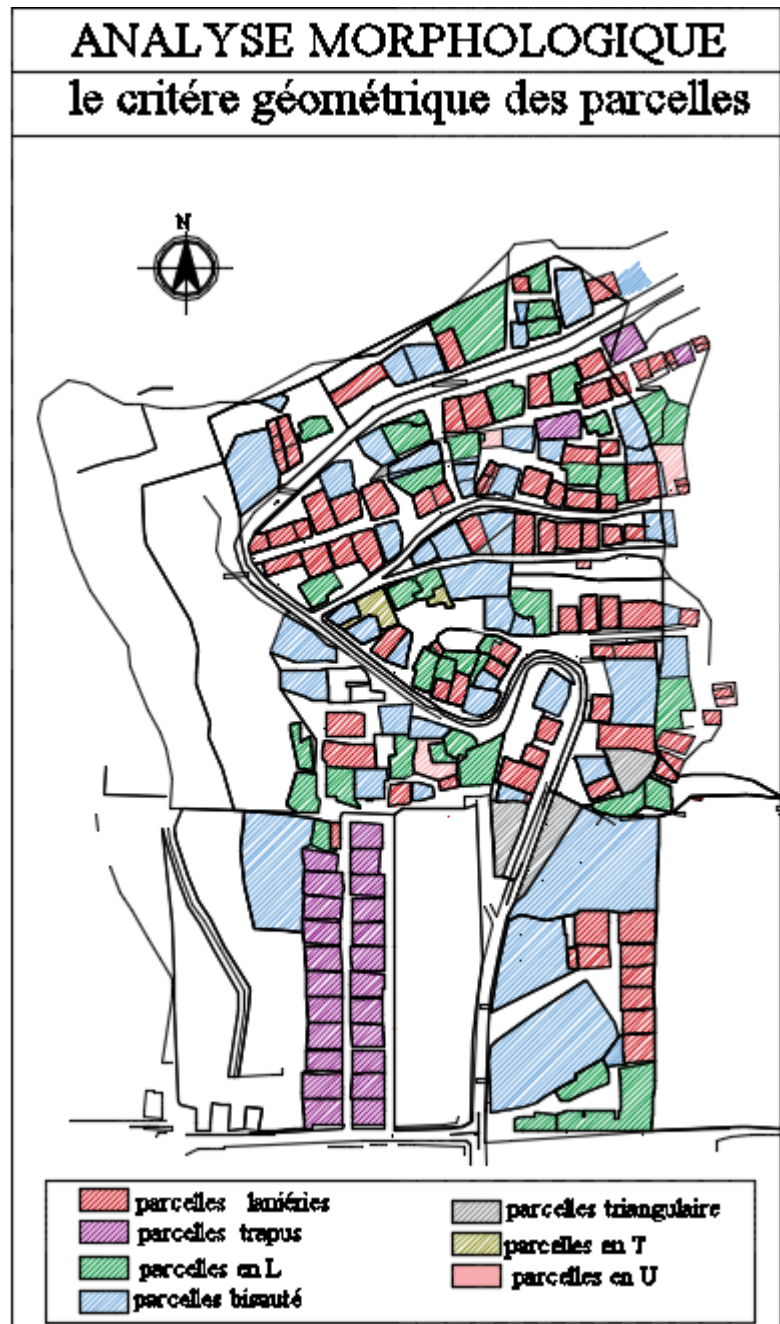 ANALYSE MORPHOLOGIQUE
le critére géométrique des parcelles
N
parcelles laniéries
parcelles trapus
parcelles en L
parcelles bisauté
parcelles triangulaire
parcelles en T
parcelles en U